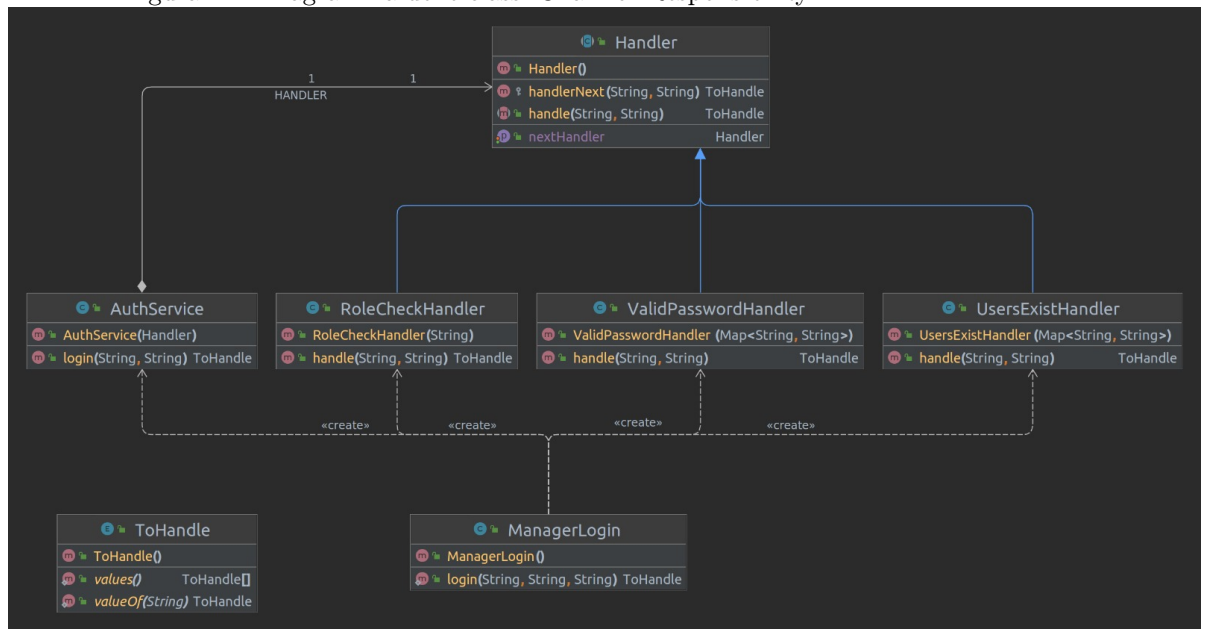 Handler
Handler()
handlerNext(String, String) ToHandle
handle(String, String) ToHandle
nextHandler Handler
1 1
HANDLER
AuthService
AuthService(Handler)
login(String, String) ToHandle
RoleCheckHandler
RoleCheckHandler(String)
handle(String, String) ToHandle
ValidPasswordHandler
ValidPasswordHandler (Map<String, String>)
handle(String, String) ToHandle
UsersExistHandler
UsersExistHandler (Map<String, String>)
handle(String, String) ToHandle
«create» «create» «create» «create»
ToHandle
ToHandle()
values() ToHandle[]
valueOf(String) ToHandle
ManagerLogin
ManagerLogin()
login(String, String, String) ToHandle